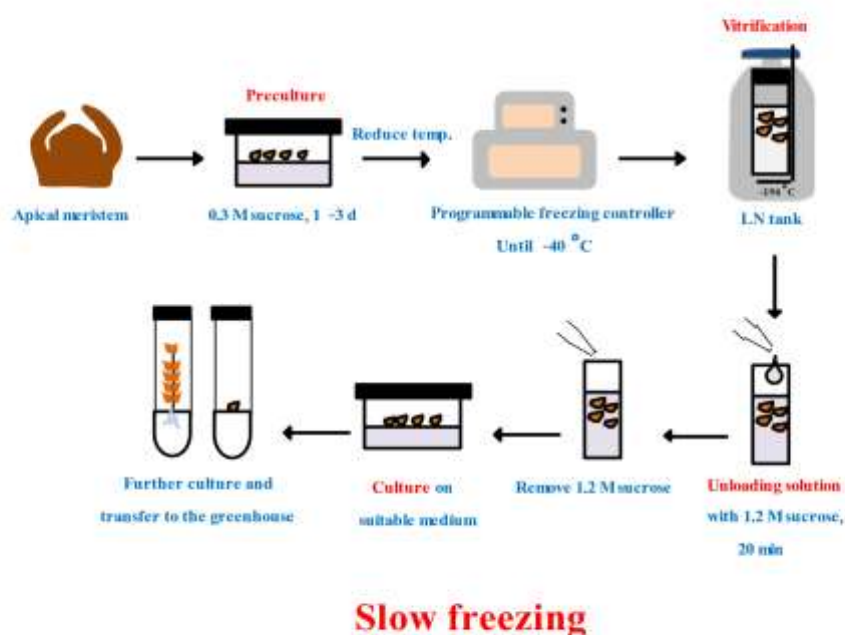 Vitrification
Preculture
Reduce temp.
-196 °C
Apical meristem
0.3 M sucrose, 1 -3 d
Programmable freezing controller
Until -40 °C
LN tank
Further culture and
transfer to the greenhouse
Culture on
suitable medium
Remove 1.2 M sucrose
Unloading solution
with 1.2 M sucrose,
20 min
Slow freezing